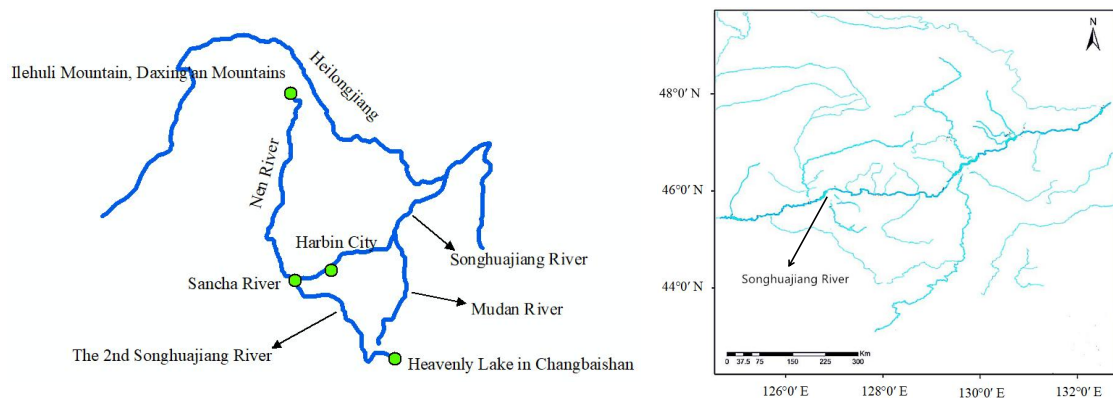 Ilehuli Mountain, Daxing'an Mountains
Heilongjiang
Nen River
Harbin City
Sancha River
Songhuajiang River
Mudan River
The 2nd Songhuajiang River
Heavenly Lake in Changbaishan
N
48°0′ N
46°0′ N
44°0′ N
Songhuajiang River
0 37.5 75 150 225 300 Km
126°0′ E 128°0′ E 130°0′ E 132°0′ E